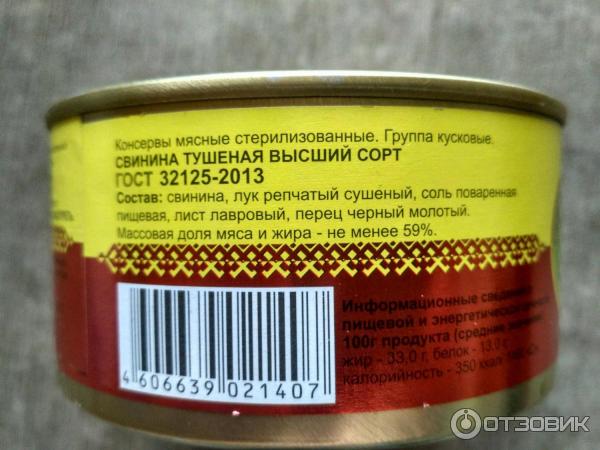 Консервы мясные стерилизованные. Группа кусковые.
СВИНИНА ТУШЕНАЯ ВЫСШИЙ СОРТ
ГОСТ 32125-2013
Состав: свинина, лук репчатый сушеный, соль поваренная
пищевая, лист лавровый, перец черный молотый.
Массовая доля мяса и жира - не менее 59%.
Информационные сведения
пищевой и энергетической
100г продукта (средние
жир - 33,0 г, белок - 13,0 г
калорийность - 350 ккал
4 606639 021407
ОТЗОВИК